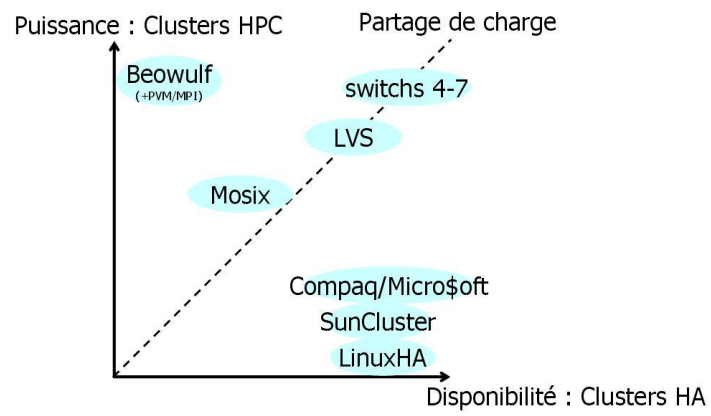 Puissance : Clusters HPC
Partage de charge
Beowulf
(+PVM/MPI)
switchs 4-7
LVS
Mosix
Compaq/Micro$oft
SunCluster
LinuxHA
Disponibilité : Clusters HA